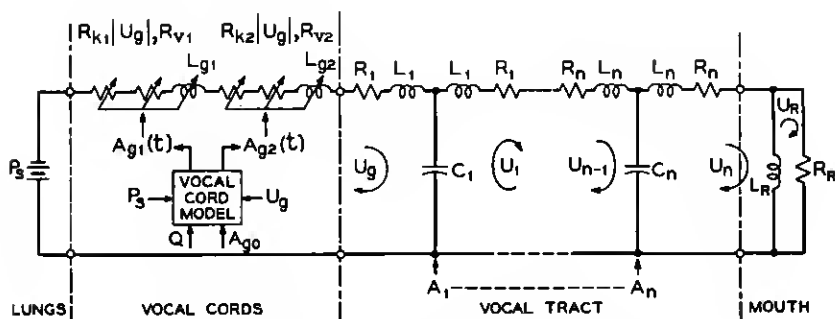 R_k1|U_g|, R_v1 R_k2|U_g|, R_v2
L_g1 L_g2
R_1 L_1 L_1 R_1 R_n L_n L_n R_n
A_g1(t) A_g2(t)
P_s
VOCAL
CORD
MODEL
P_s U_g
Q A_go
U_g C_1 U_1 U_n-1 C_n U_n L_R U_R R_R
A_1 A_n
LUNGS VOCAL CORDS VOCAL TRACT MOUTH